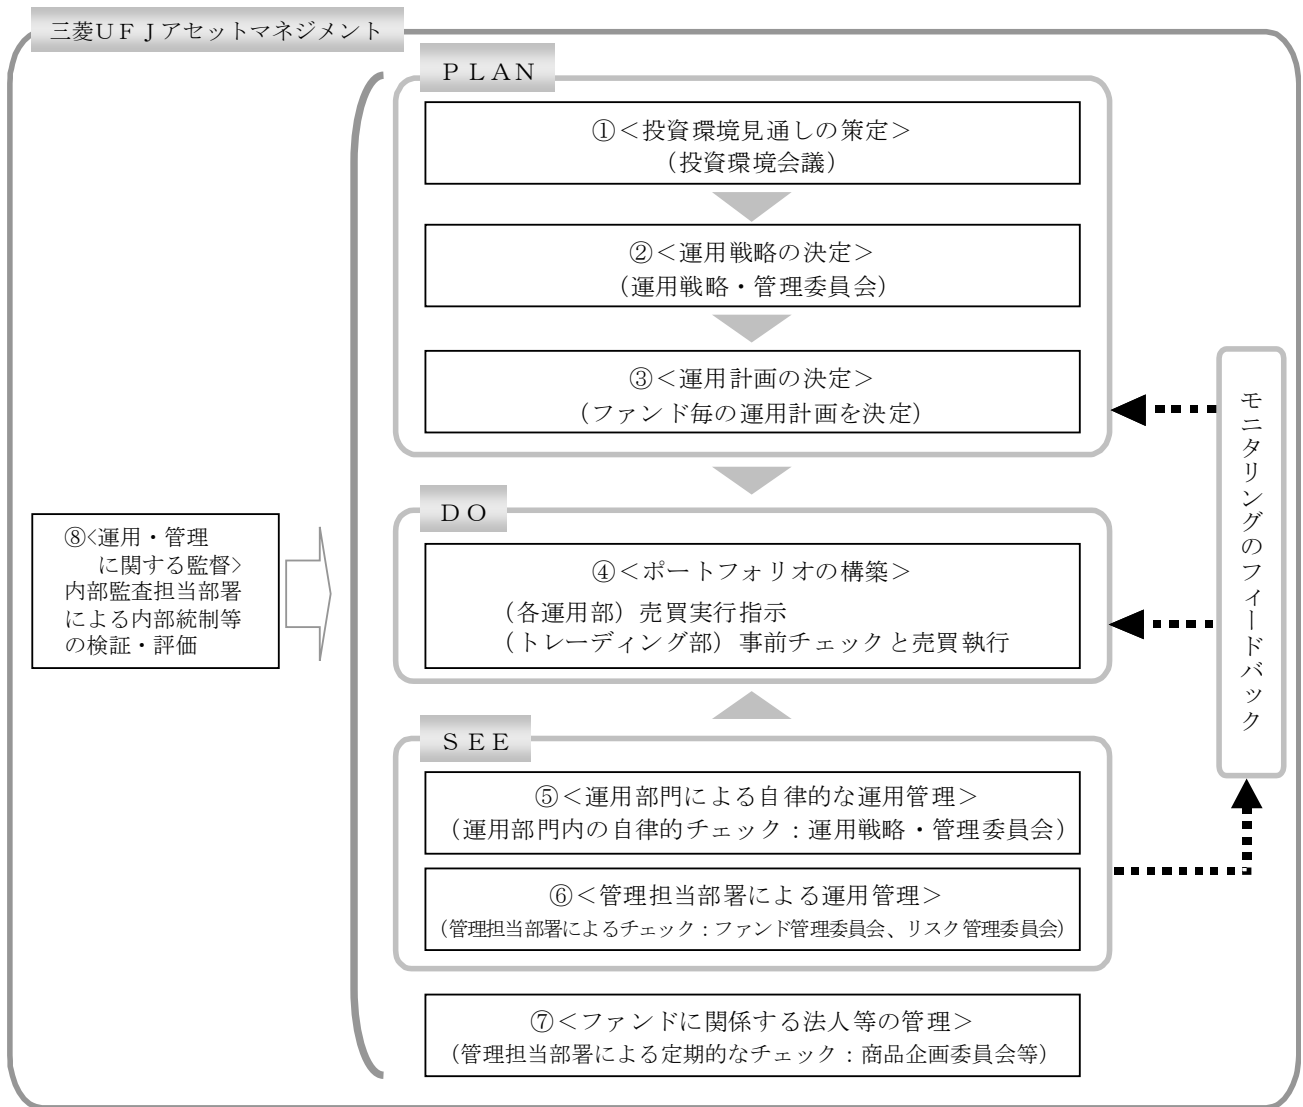 三菱ＵＦＪアセットマネジメント
ＰＬＡＮ
①＜投資環境見通しの策定＞
（投資環境会議）
②＜運用戦略の決定＞
（運用戦略・管理委員会）
③＜運用計画の決定＞
（ファンド毎の運用計画を決定）
ＤＯ
④＜ポートフォリオの構築＞
（各運用部）売買実行指示
（トレーディング部）事前チェックと売買執行
ＳＥＥ
⑤＜運用部門による自律的な運用管理＞
（運用部門内の自律的チェック：運用戦略・管理委員会）
⑥＜管理担当部署による運用管理＞
（管理担当部署によるチェック：ファンド管理委員会、リスク管理委員会）
⑦＜ファンドに関係する法人等の管理＞
（管理担当部署による定期的なチェック：商品企画委員会等）
⑧<運用・管理
に関する監督>
内部監査担当部署
による内部統制等
の検証・評価
モニタリングのフィードバック